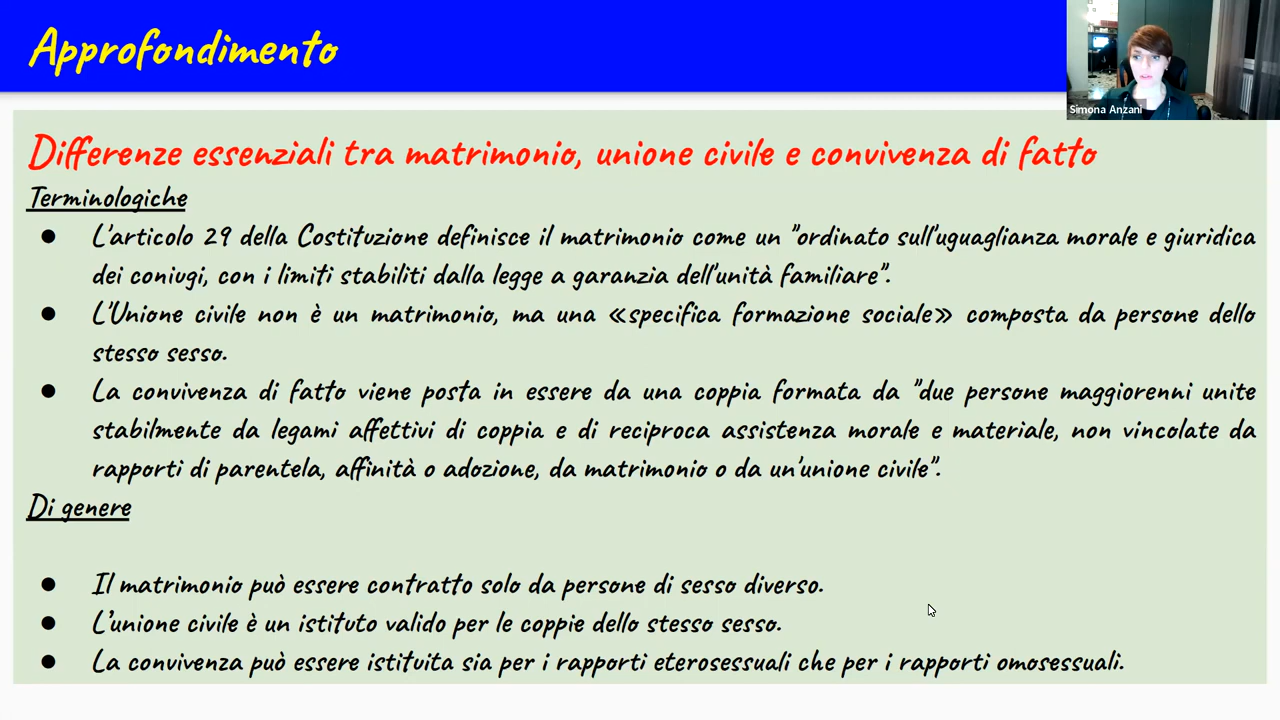 Approfondimento
Simona Anzani
Differenze essenziali tra matrimonio, unione civile e convivenza di fatto
Terminologiche
● L'articolo 29 della Costituzione definisce il matrimonio come un "ordinato sull'uguaglianza morale e giuridica
dei coniugi, con i limiti stabiliti dalla legge a garanzia dell'unità familiare".
● L'Unione civile non è un matrimonio, ma una «specifica formazione sociale» composta da persone dello
stesso sesso.
● La convivenza di fatto viene posta in essere da una coppia formata da "due persone maggiorenni unite
stabilmente da legami affettivi di coppia e di reciproca assistenza morale e materiale, non vincolate da
rapporti di parentela, affinità o adozione, da matrimonio o da un'unione civile".
Di genere
● Il matrimonio può essere contratto solo da persone di sesso diverso.
● L'unione civile è un istituto valido per le coppie dello stesso sesso.
● La convivenza può essere istituita sia per i rapporti eterosessuali che per i rapporti omosessuali.